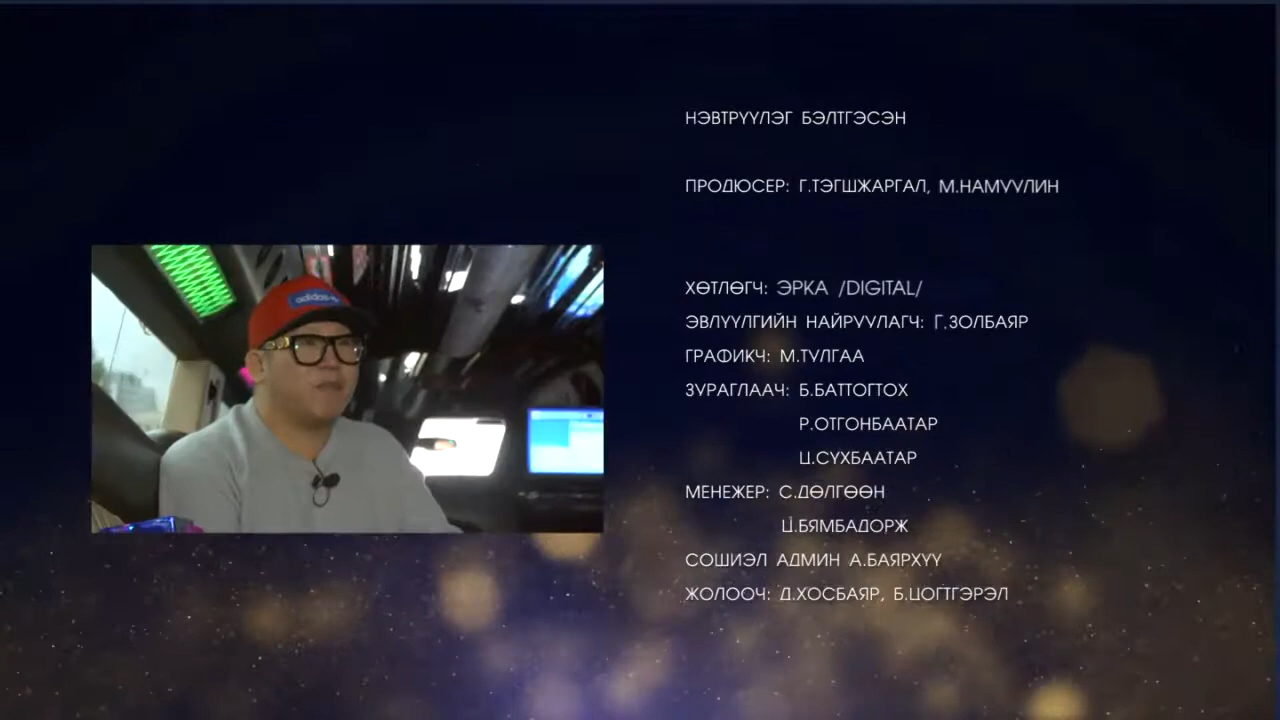 НЭВТРҮҮЛЭГ БЭЛТГЭСЭН
ПРОДЮСЕР: Г.ТЭГШЖАРГАЛ, М.НАМУУЛИН
ХӨТЛӨГЧ: ЭРКА /DIGITAL/
ЭВЛҮҮЛГИЙН НАЙРУУЛАГЧ: Г.ЗОЛБАЯР
ГРАФИКЧ: М.ТУЛГАА
ЗУРАГЛААЧ: Б.БАТТОГТОХ
Р.ОТГОНБААТАР
Ц.СҮХБААТАР
МЕНЕЖЕР: С.ДӨЛГӨӨН
Ц.БЯМБАДОРЖ
СОШИЭЛ АДМИН А.БАЯРХҮҮ
ЖОЛООЧ: Д.ХОСБАЯР, Б.ЦОГТГЭРЭЛ
adidas